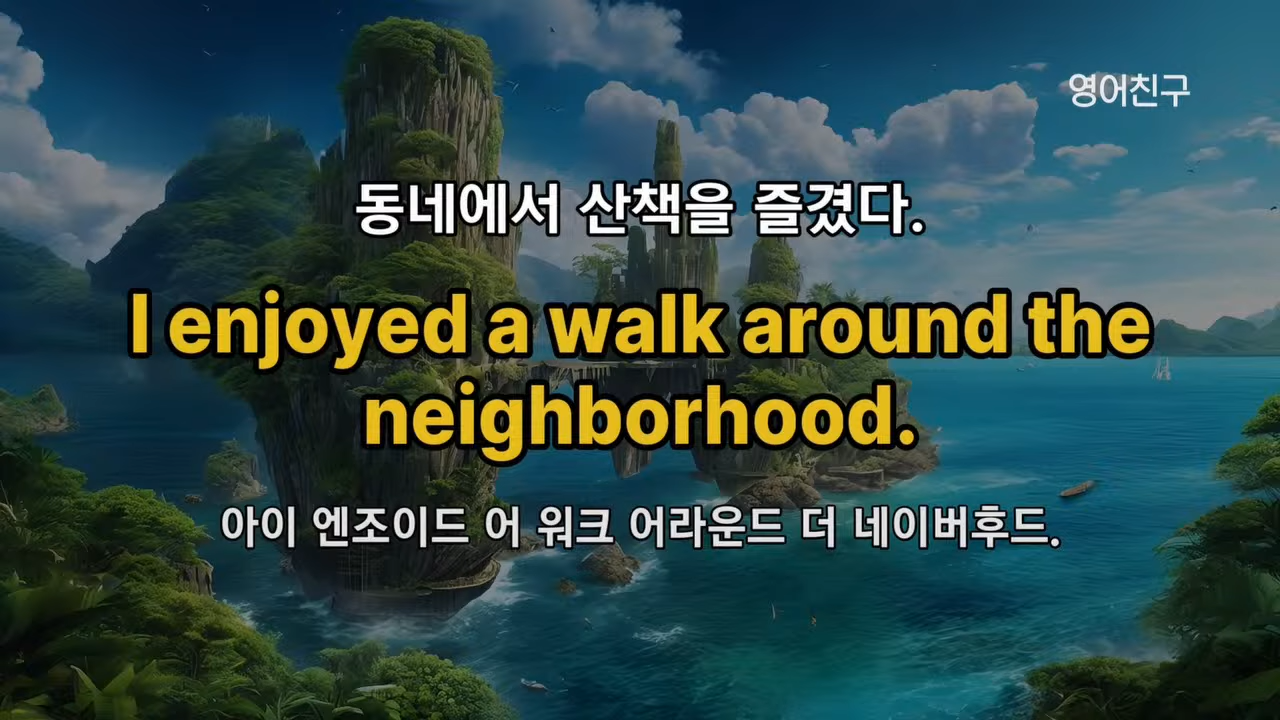 영어친구
동네에서 산책을 즐겼다.
I enjoyed a walk around the
neighborhood.
아이 엔조이드 어 워크 어라운드 더 네이버후드.